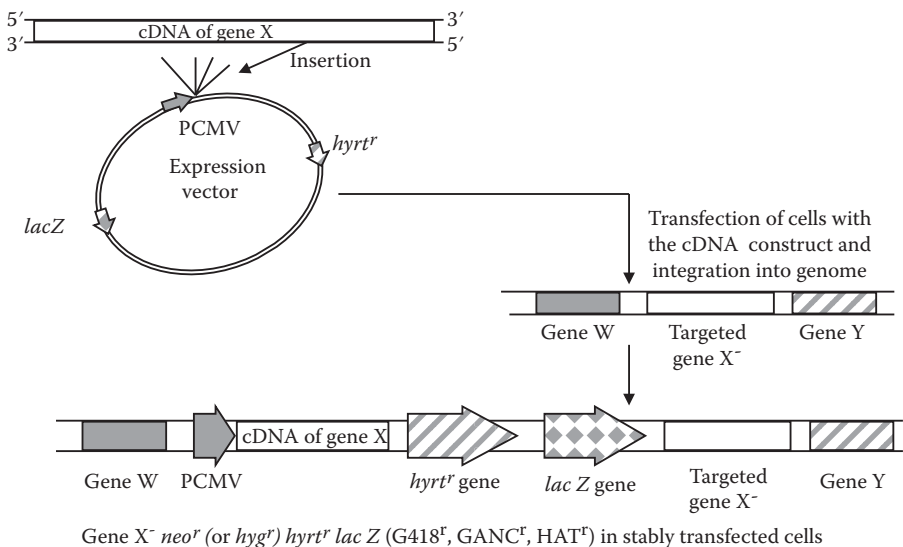 5′ 3′
cDNA of gene X
3′ 5′
Insertion
PCMV
hyrtʳ
Expression
vector
lacZ
Transfection of cells with
the cDNA construct and
integration into genome
Gene W Targeted Gene Y
gene X⁻
cDNA of gene X
Gene W PCMV hyrtʳ gene lac Z gene Targeted Gene Y
gene X⁻
Gene X⁻ neoʳ (or hygʳ) hyrtʳ lac Z (G418ʳ, GANCʳ, HATʳ) in stably transfected cells